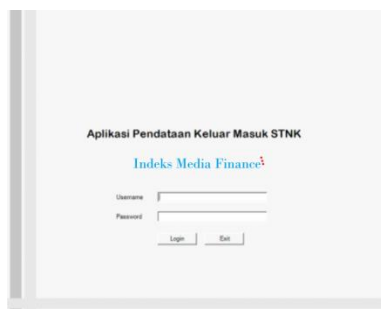 Aplikasi Pendataan Keluar Masuk STNK
Indeks Media Finance
Username
Password
Login Exit